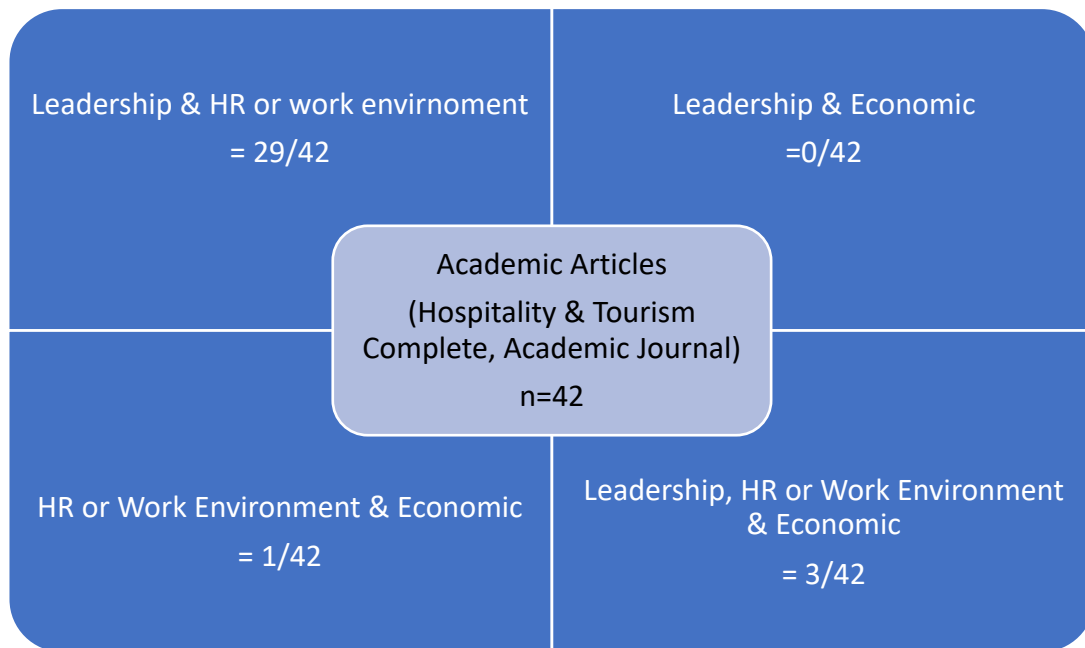 Leadership & HR or work envirnoment
= 29/42
Leadership & Economic
=0/42
Academic Articles
(Hospitality & Tourism
Complete, Academic Journal)
n=42
HR or Work Environment & Economic
= 1/42
Leadership, HR or Work Environment
& Economic
= 3/42